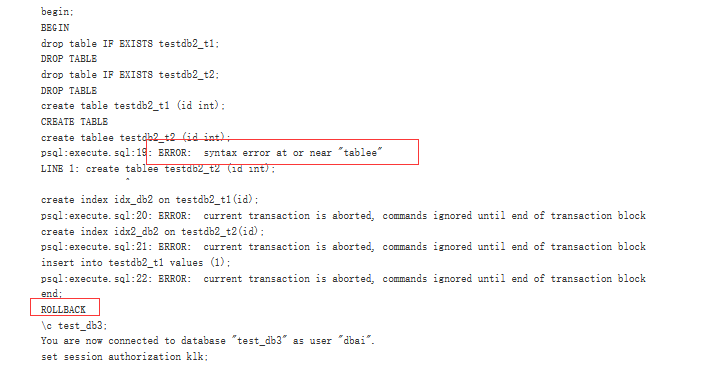 begin;
BEGIN
drop table IF EXISTS testdb2_t1;
DROP TABLE
drop table IF EXISTS testdb2_t2;
DROP TABLE
create table testdb2_t1 (id int);
CREATE TABLE
create tablee testdb2_t2 (id int);
psql:execute.sql:19: ERROR:  syntax error at or near "tablee"
LINE 1: create tablee testdb2_t2 (id int);
^
create index idx_db2 on testdb2_t1(id);
psql:execute.sql:20: ERROR:  current transaction is aborted, commands ignored until end of transaction block
create index idx2_db2 on testdb2_t2(id);
psql:execute.sql:21: ERROR:  current transaction is aborted, commands ignored until end of transaction block
insert into testdb2_t1 values (1);
psql:execute.sql:22: ERROR:  current transaction is aborted, commands ignored until end of transaction block
end;
ROLLBACK
\c test_db3;
You are now connected to database "test_db3" as user "dbai".
set session authorization klk;